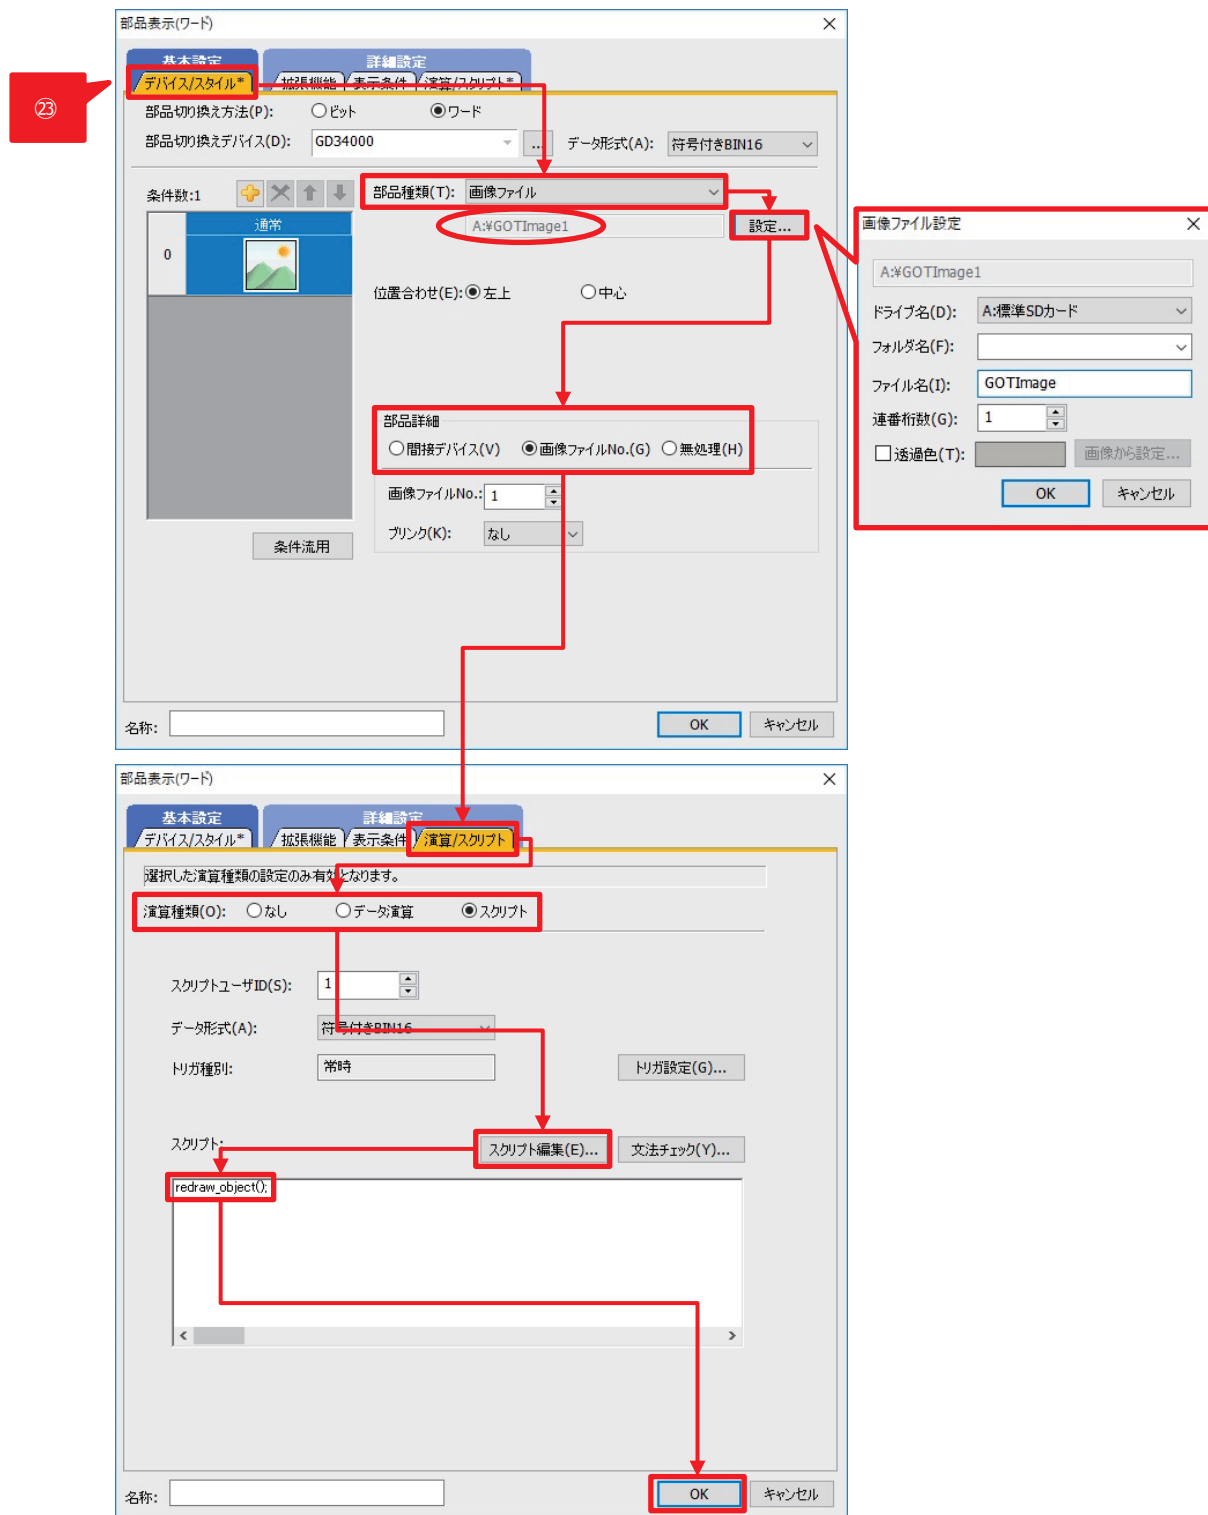 部品表示(ワード)
基本設定 詳細設定
デバイス/スタイル* 拡張機能 表示条件 演算/スクリプト*
㉓
部品切り換え方法(P): ビット ワード
部品切り換えデバイス(D): GD34000 ... データ形式(A): 符号付きBIN16
条件数:1 部品種類(T): 画像ファイル
通常
0
A:¥GOTImage1 設定...
位置合わせ(E): 左上 中心
部品詳細
間接デバイス(V) 画像ファイルNo.(G) 無処理(H)
画像ファイルNo.: 1
ブリンク(K): なし
条件流用
名称: OK キャンセル
画像ファイル設定
A:¥GOTImage1
ドライブ名(D): A:標準SDカード
フォルダ名(F):
ファイル名(I): GOTImage
連番桁数(G): 1
透過色(T): 画像から設定...
OK キャンセル
部品表示(ワード)
基本設定 詳細設定
デバイス/スタイル* 拡張機能 表示条件 演算/スクリプト
選択した演算種類の設定のみ有効となります。
演算種類(O): なし データ演算 スクリプト
スクリプトユーザID(S): 1
データ形式(A): 符号付きBIN16
トリガ種別: 常時 トリガ設定(G)...
スクリプト: スクリプト編集(E)... 文法チェック(Y)...
redraw_object();
名称: OK キャンセル